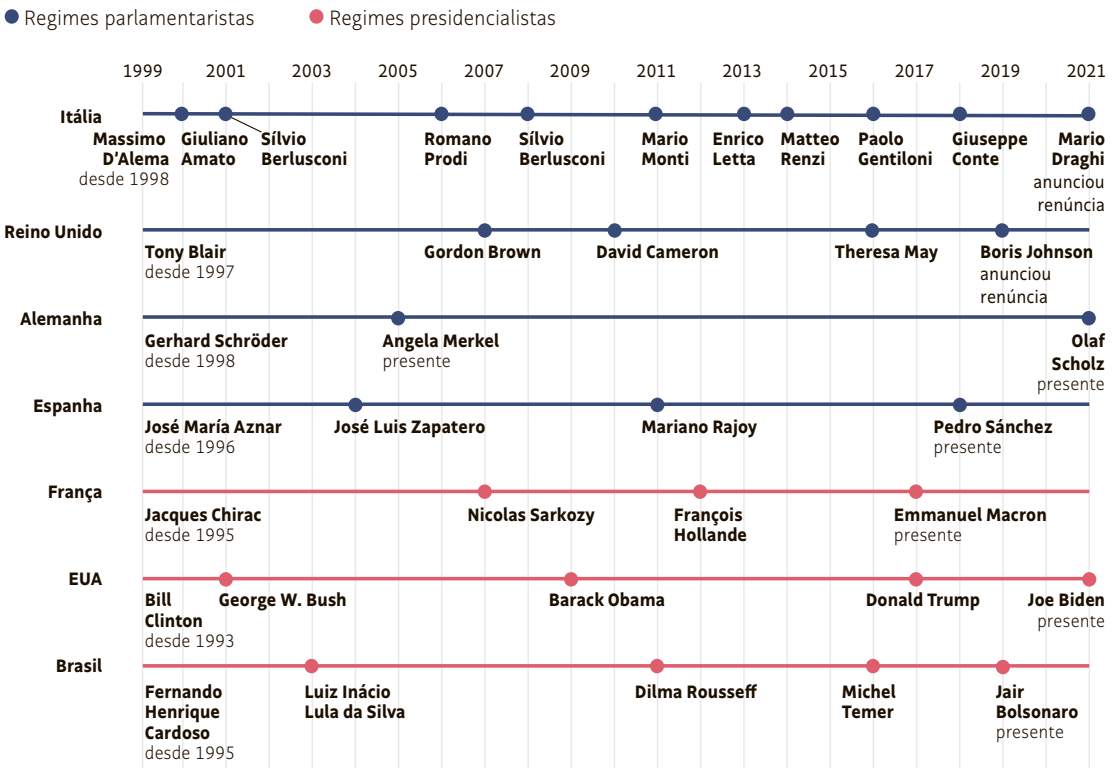 Regimes parlamentaristas
Regimes presidencialistas
1999 2001 2003 2005 2007 2009 2011 2013 2015 2017 2019 2021
Itália
Massimo
D'Alema
desde 1998
Giuliano
Amato
Sílvio
Berlusconi
Romano
Prodi
Sílvio
Berlusconi
Mario
Monti
Enrico
Letta
Matteo
Renzi
Paolo
Gentiloni
Giuseppe
Conte
Mario
Draghi
anunciou
renúncia
Reino Unido
Tony Blair
desde 1997
Gordon Brown
David Cameron
Theresa May
Boris Johnson
anunciou
renúncia
Alemanha
Gerhard Schröder
desde 1998
Angela Merkel
presente
Olaf
Scholz
presente
Espanha
José María Aznar
desde 1996
José Luis Zapatero
Mariano Rajoy
Pedro Sánchez
presente
França
Jacques Chirac
desde 1995
Nicolas Sarkozy
François
Hollande
Emmanuel Macron
presente
EUA
Bill
Clinton
desde 1993
George W. Bush
Barack Obama
Donald Trump
Joe Biden
presente
Brasil
Fernando
Henrique
Cardoso
desde 1995
Luiz Inácio
Lula da Silva
Dilma Rousseff
Michel
Temer
Jair
Bolsonaro
presente